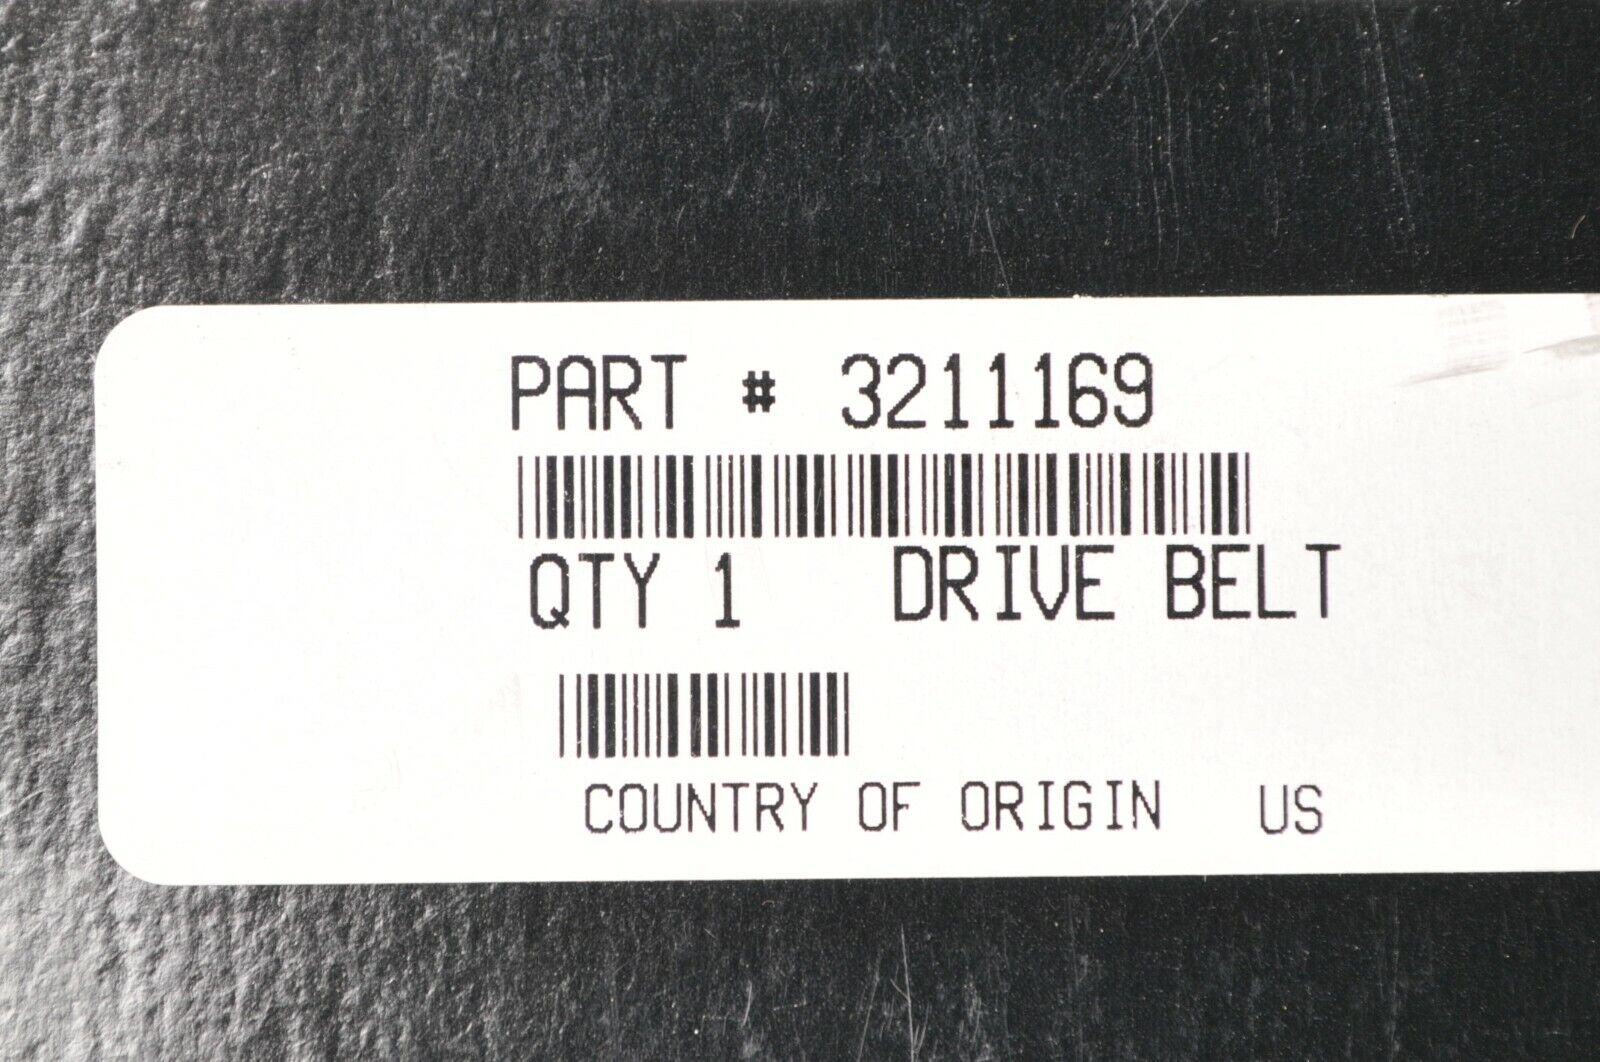 PART # 3211169
QTY 1 DRIVE BELT
COUNTRY OF ORIGIN US